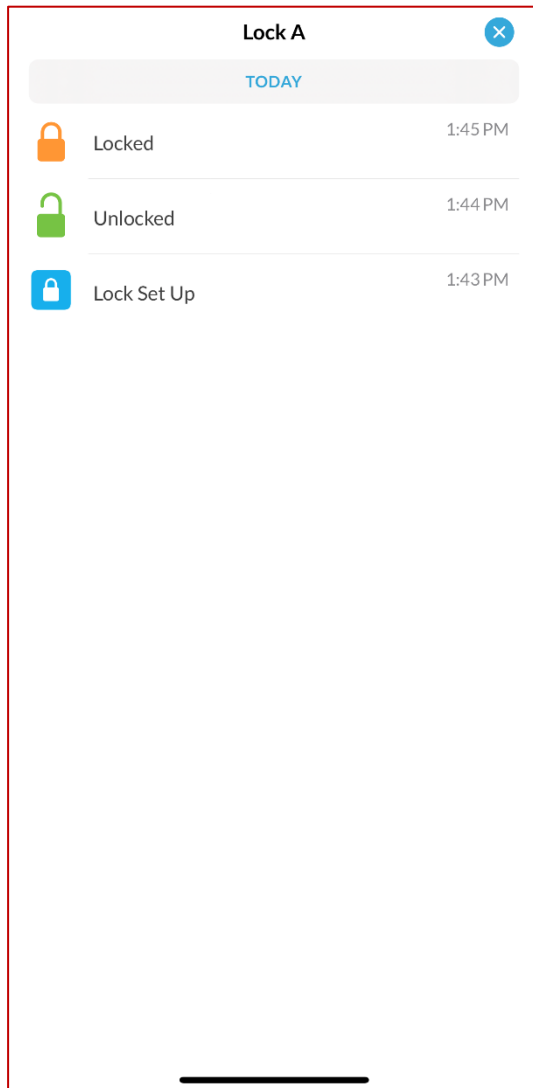 Lock A
TODAY
Locked 1:45 PM
Unlocked 1:44 PM
Lock Set Up 1:43 PM